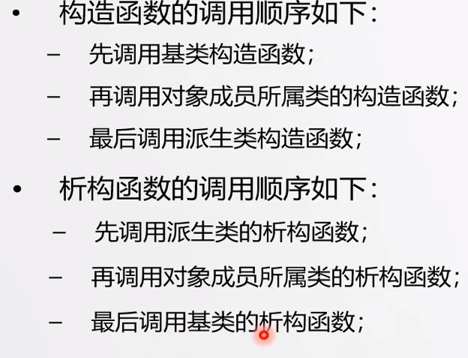 • 构造函数的调用顺序如下：
– 先调用基类构造函数；
– 再调用对象成员所属类的构造函数；
– 最后调用派生类构造函数；
• 析构函数的调用顺序如下：
– 先调用派生类的析构函数；
– 再调用对象成员所属类的析构函数；
– 最后调用基类的析构函数；